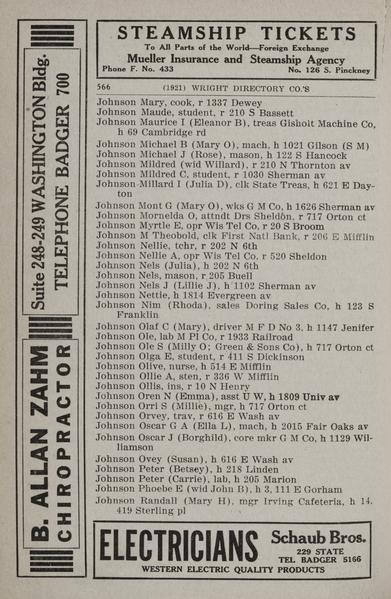 STEAMSHIP TICKETS
To All Parts of the World—Foreign Exchange
Mueller Insurance and Steamship Agency
Phone F. No. 433 No. 126 S. Pinckney
566 (1921) WRIGHT DIRECTORY CO.'S
Johnson Mary, cook, r 1337 Dewey
Johnson Maude, student, r 210 S Bassett
Johnson Maurice I (Eleanor B), treas Gisholt Machine Co,
h 69 Cambridge rd
Johnson Michael B (Mary O), mach, h 1021 Gilson (S M)
Johnson Michael J (Rose), mason, h 122 S Hancock
Johnson Mildred (wid Willard), r 210 N Thornton av
Johnson Mildred C, student, r 1030 Sherman av
Johnson Millard I (Julia D), clk State Treas, h 621 E Day-
ton
Johnson Mont G (Mary O), wks G M Co, h 1626 Sherman av
Johnson Mornelda O, attndt Drs Sheldon, r 717 Orton ct
Johnson Myrtle E, opr Wis Tel Co, r 20 S Broom
Johnson M Theobold, clk First Natl Bank, r 206 E Mifflin
Johnson Nellie, tchr, r 202 N 6th
Johnson Nellie A, opr Wis Tel Co, r 520 Sheldon
Johnson Nels (Julia), h 202 N 6th
Johnson Nels, mason, r 205 Buell
Johnson Nels J (Lillie J), h 1102 Sherman av
Johnson Nettie, h 1814 Evergreen av
Johnson Nim (Rhoda), sales Doring Sales Co, h 123 S
Franklin
Johnson Olaf C (Mary), driver M F D No 3, h 1147 Jenifer
Johnson Ole, lab M Pl Co, r 1933 Railroad
Johnson Ole S (Milly O; Green & Sons Co), h 717 Orton ct
Johnson Olga E, student, r 411 S Dickinson
Johnson Olive, nurse, h 514 E Mifflin
Johnson Ollie A, sten, r 336 W Mifflin
Johnson Ollis, ins, r 10 N Henry
Johnson Oren N (Emma), asst U W, h 1809 Univ av
Johnson Orri S (Millie), mgr, h 717 Orton ct
Johnson Orvey, trav, r 616 E Wash av
Johnson Oscar G A (Ella L), mach, h 2015 Fair Oaks av
Johnson Oscar J (Borghild), core mkr G M Co, h 1129 Wil-
liamson
Johnson Ovey (Susan), h 616 E Wash av
Johnson Peter (Betsey), h 218 Linden
Johnson Peter (Carrie), lab, h 205 Marion
Johnson Phoebe E (wid John B), h 3, 111 E Gorham
Johnson Randall (Mary H), mgr Irving Cafeteria, h 14,
419 Sterling pl
ELECTRICIANS
Schaub Bros.
229 STATE
TEL BADGER 5166
WESTERN ELECTRIC QUALITY PRODUCTS
B. ALLAN ZAHM
CHIROPRACTOR
Suite 248-249 WASHINGTON Bldg.
TELEPHONE BADGER 700